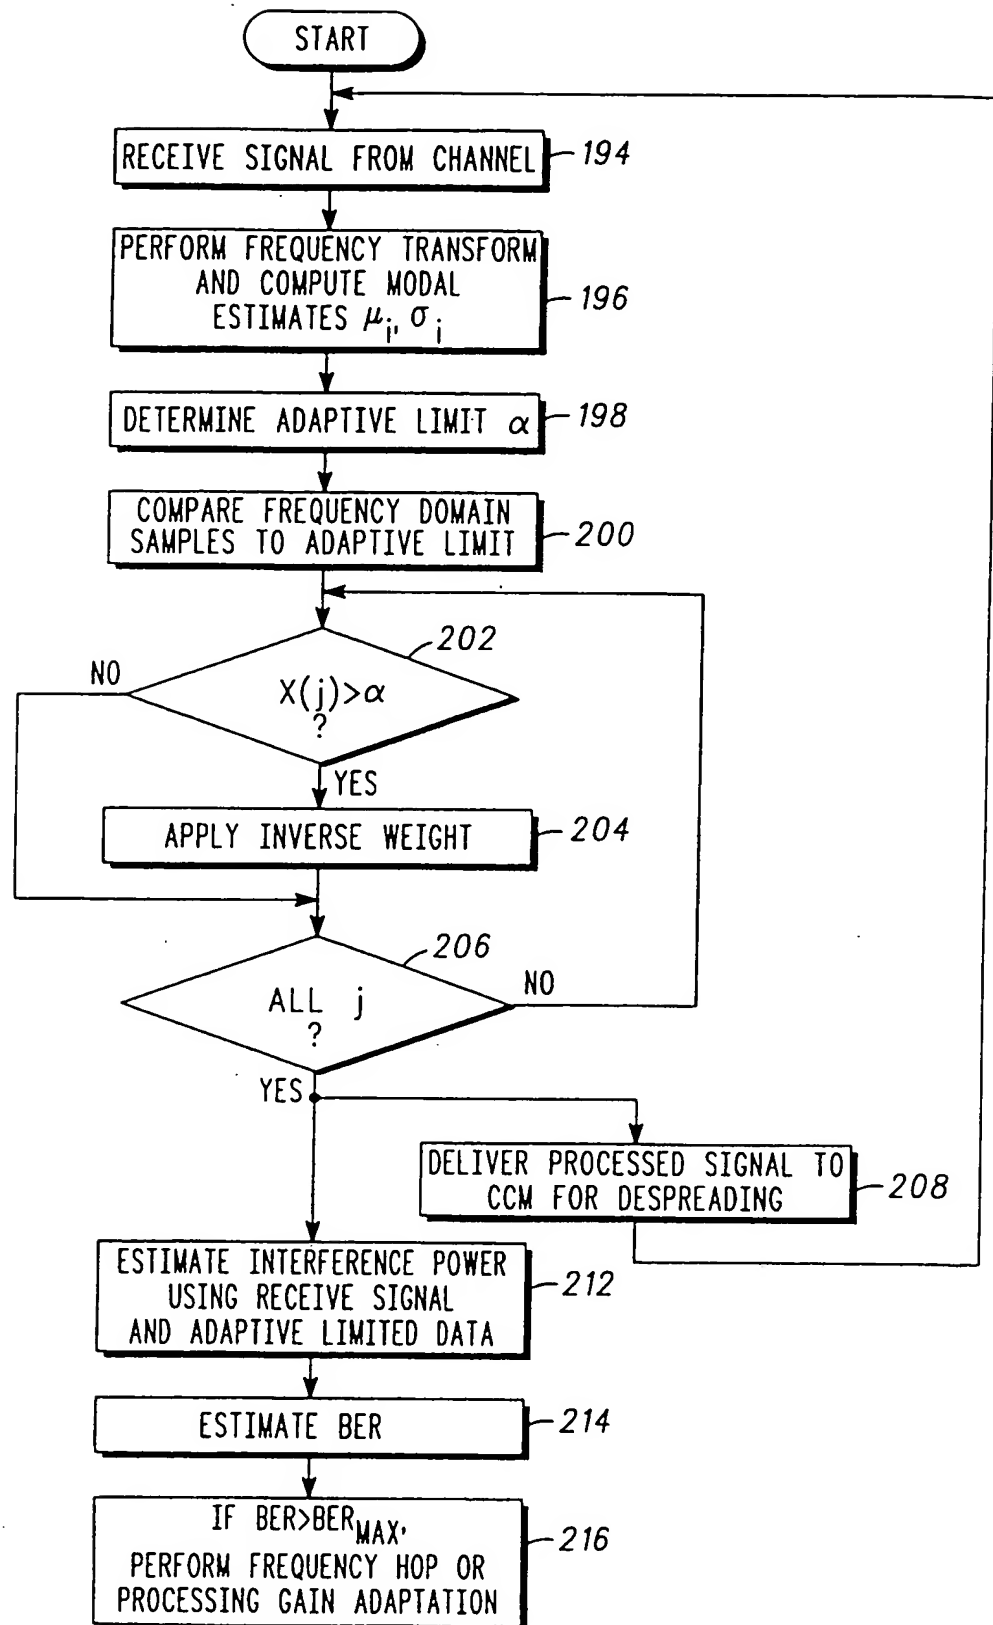 START
RECEIVE SIGNAL FROM CHANNEL
194
PERFORM FREQUENCY TRANSFORM
AND COMPUTE MODAL
ESTIMATES μi, σi
196
DETERMINE ADAPTIVE LIMIT α
198
COMPARE FREQUENCY DOMAIN
SAMPLES TO ADAPTIVE LIMIT
200
202
NO
X(j)>α
?
YES
APPLY INVERSE WEIGHT
204
206
ALL j
?
NO
YES
DELIVER PROCESSED SIGNAL TO
CCM FOR DESPREADING
208
ESTIMATE INTERFERENCE POWER
USING RECEIVE SIGNAL
AND ADAPTIVE LIMITED DATA
212
ESTIMATE BER
214
IF BER>BERMAX,
PERFORM FREQUENCY HOP OR
PROCESSING GAIN ADAPTATION
216